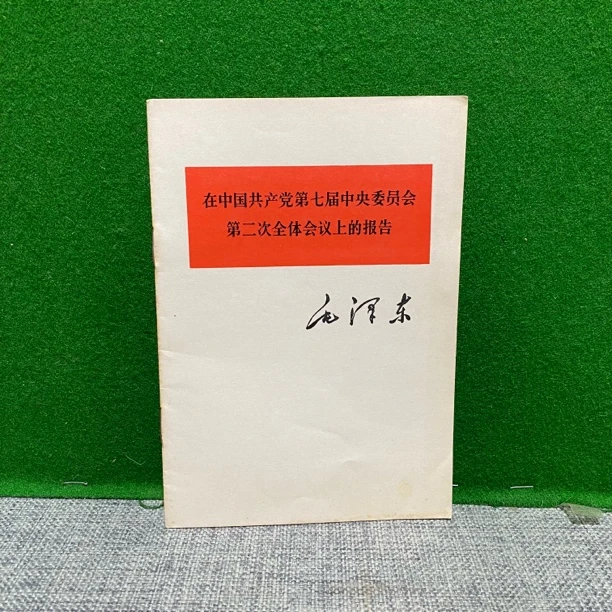 在中国共产党第七届中央委员会
第二次全体会议上的报告
毛泽东